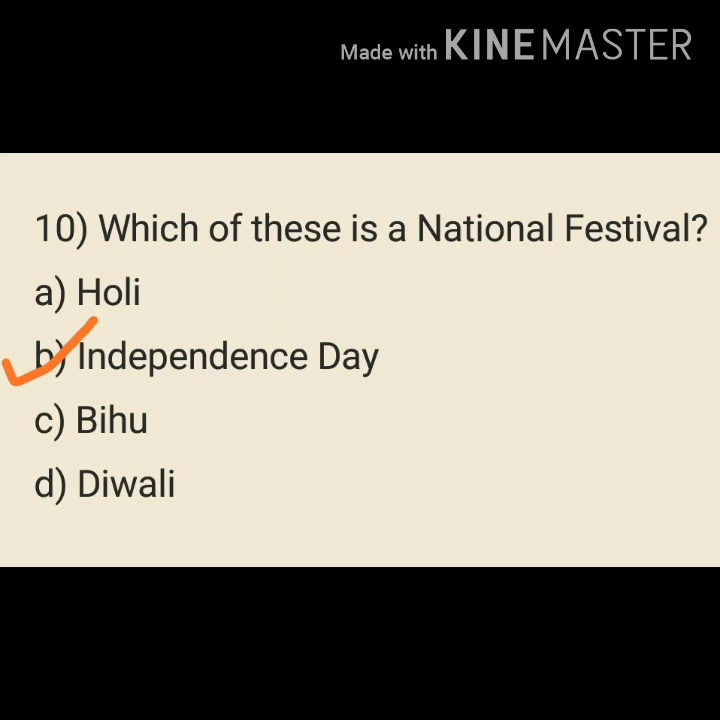 Made with KINEMASTER
10) Which of these is a National Festival?
a) Holi
b) Independence Day
c) Bihu
d) Diwali